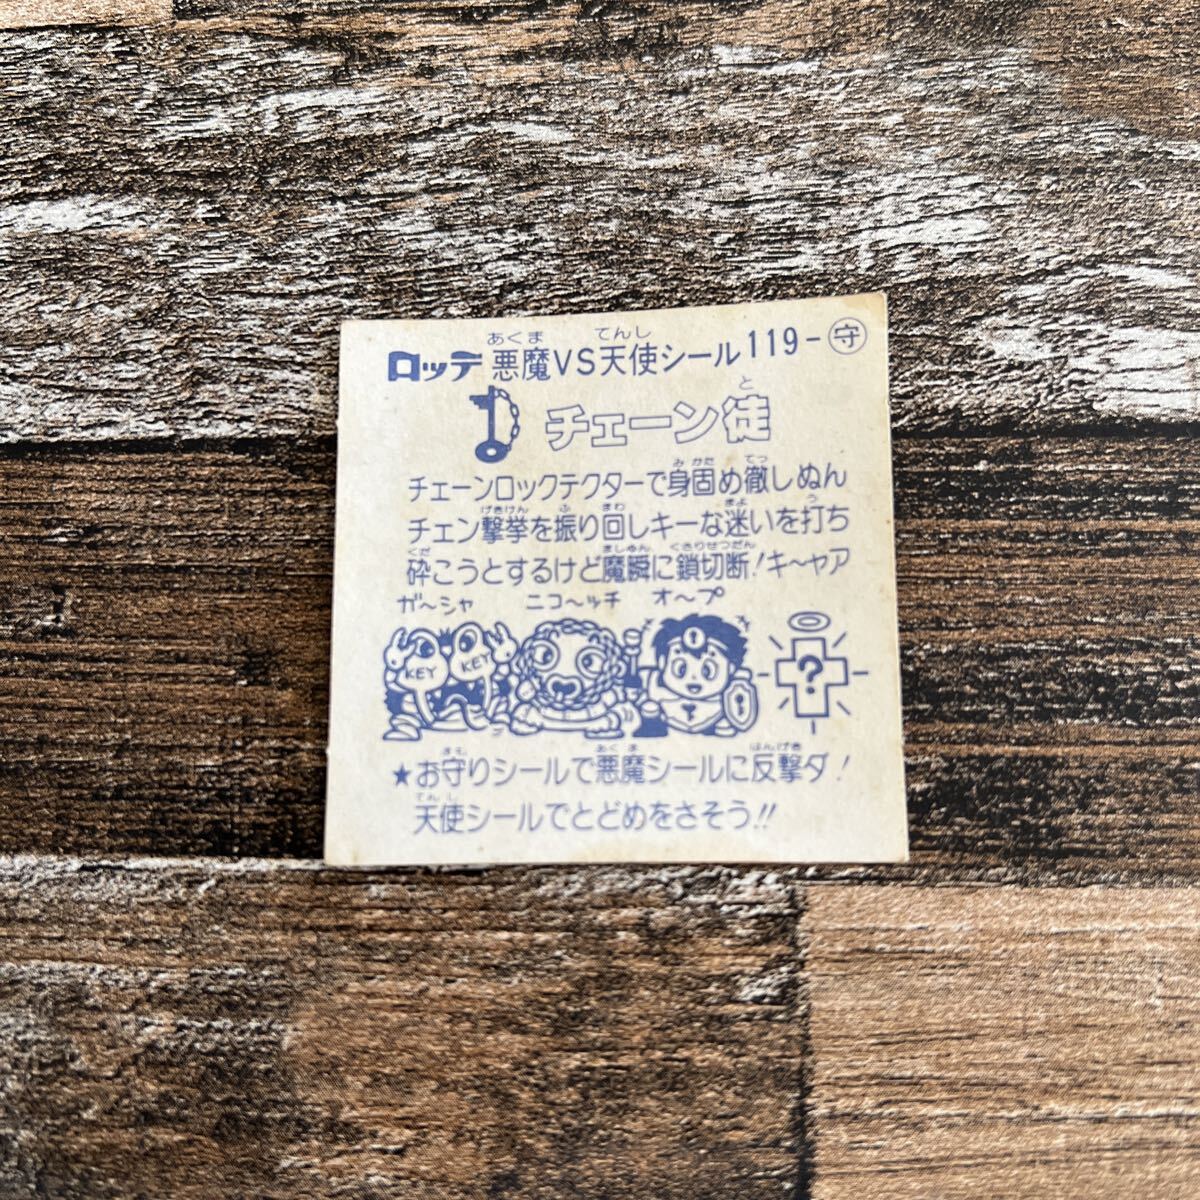 あくま てんし
ロッテ 悪魔VS天使シール 119-守
と
チェーン徒
み かた てっ
チェーンロックテクターで身固め徹しぬん
げきけん ふ まわ まよ う
チェン撃挙を振り回しキーな迷いを打ち
くだ ましゅん くさりせつだん
砕こうとするけど魔瞬に鎖切断!キ〜ヤア
ガ〜シャ ニコ〜ッチ オ〜プ
KEY KEY ?
まも あくま はんげき
★お守りシールで悪魔シールに反撃ダ!
てんし
天使シールでとどめをさそう!!